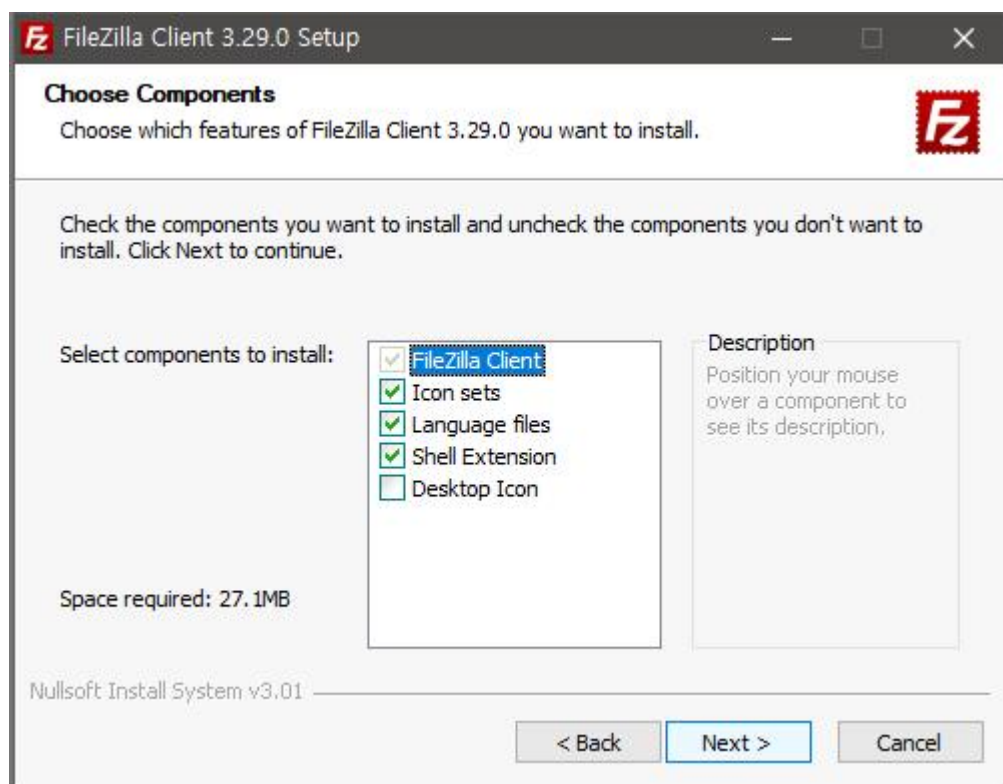 FileZilla Client 3.29.0 Setup
Choose Components
Choose which features of FileZilla Client 3.29.0 you want to install.
Fz
Check the components you want to install and uncheck the components you don't want to
install. Click Next to continue.
Select components to install:
FileZilla Client
Icon sets
Language files
Shell Extension
Desktop Icon
Description
Position your mouse
over a component to
see its description.
Space required: 27.1MB
Nullsoft Install System v3.01
< Back
Next >
Cancel